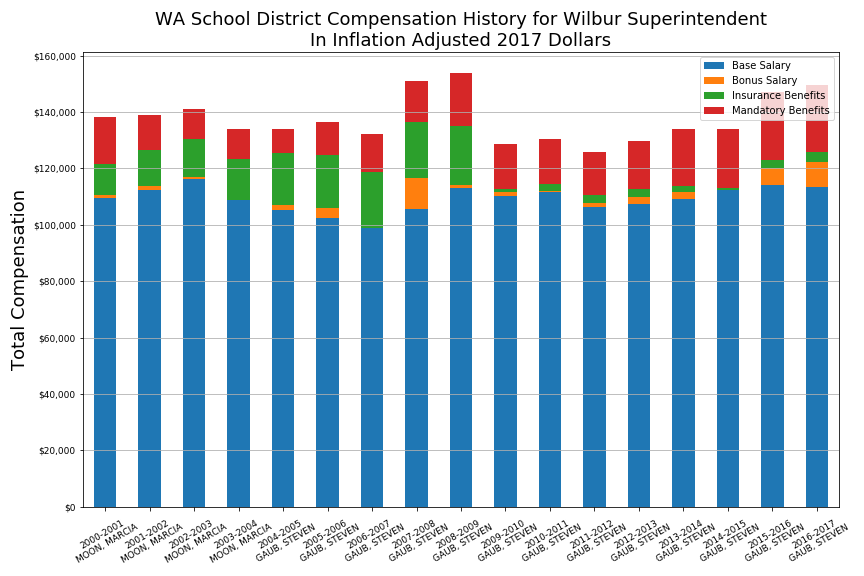 WA School District Compensation History for Wilbur Superintendent
In Inflation Adjusted 2017 Dollars
Base Salary
Bonus Salary
Insurance Benefits
Mandatory Benefits
Total Compensation
$160,000
$140,000
$120,000
$100,000
$80,000
$60,000
$40,000
$20,000
$0
2000-2001
MOON, MARCIA
2001-2002
MOON, MARCIA
2002-2003
MOON, MARCIA
2003-2004
MOON, MARCIA
2004-2005
GAUB, STEVEN
2005-2006
GAUB, STEVEN
2006-2007
GAUB, STEVEN
2007-2008
GAUB, STEVEN
2008-2009
GAUB, STEVEN
2009-2010
GAUB, STEVEN
2010-2011
GAUB, STEVEN
2011-2012
GAUB, STEVEN
2012-2013
GAUB, STEVEN
2013-2014
GAUB, STEVEN
2014-2015
GAUB, STEVEN
2015-2016
GAUB, STEVEN
2016-2017
GAUB, STEVEN